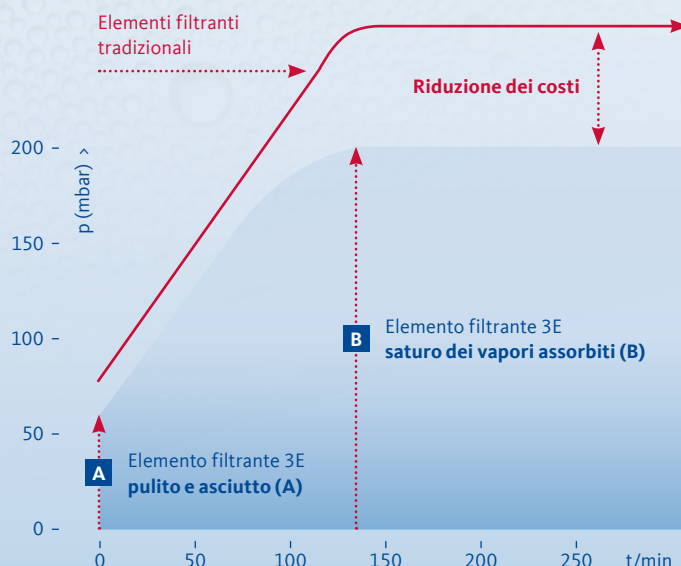 Elementi filtranti
tradizionali
Riduzione dei costi
200
p (mbar) >
150
100
B
Elemento filtrante 3E
saturo dei vapori assorbiti (B)
50
A
Elemento filtrante 3E
pulito e asciutto (A)
0
0 50 100 150 200 250 t/min